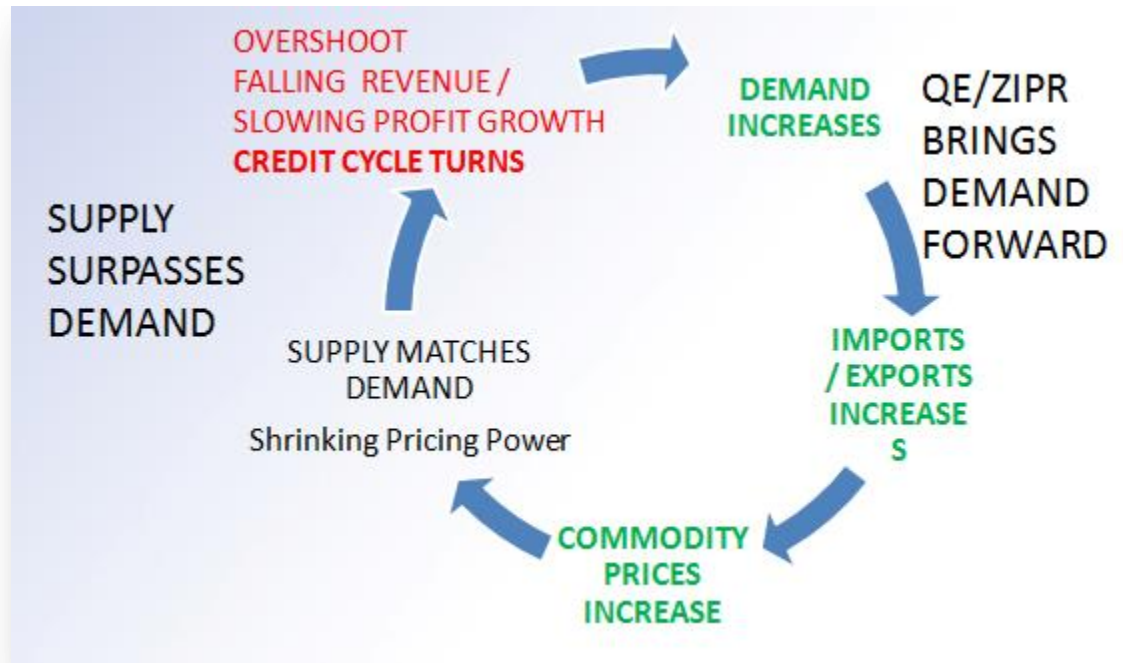 OVERSHOOT
FALLING REVENUE /
SLOWING PROFIT GROWTH
CREDIT CYCLE TURNS
DEMAND
INCREASES
QE/ZIPR
BRINGS
DEMAND
FORWARD
SUPPLY
SURPASSES
DEMAND
IMPORTS
/ EXPORTS
INCREASE
S
SUPPLY MATCHES
DEMAND
Shrinking Pricing Power
COMMODITY
PRICES
INCREASE